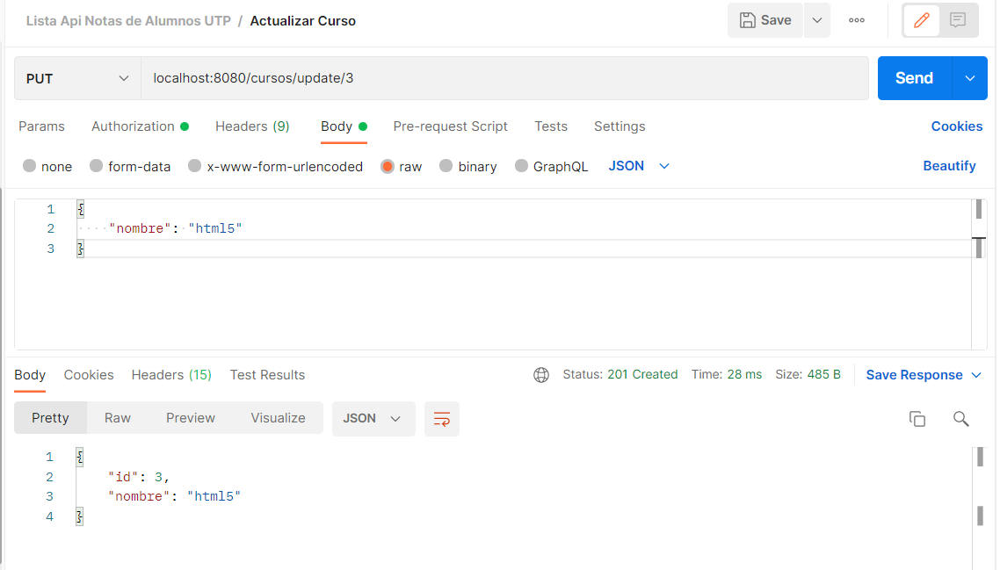 Lista Api Notas de Alumnos UTP / Actualizar Curso Save
PUT localhost:8080/cursos/update/3 Send
Params Authorization Headers (9) Body Pre-request Script Tests Settings Cookies
none form-data x-www-form-urlencoded raw binary GraphQL JSON Beautify
1 {
2 "nombre": "html5"
3 }
Body Cookies Headers (15) Test Results Status: 201 Created Time: 28 ms Size: 485 B Save Response
Pretty Raw Preview Visualize JSON
1 {
2 "id": 3,
3 "nombre": "html5"
4 }